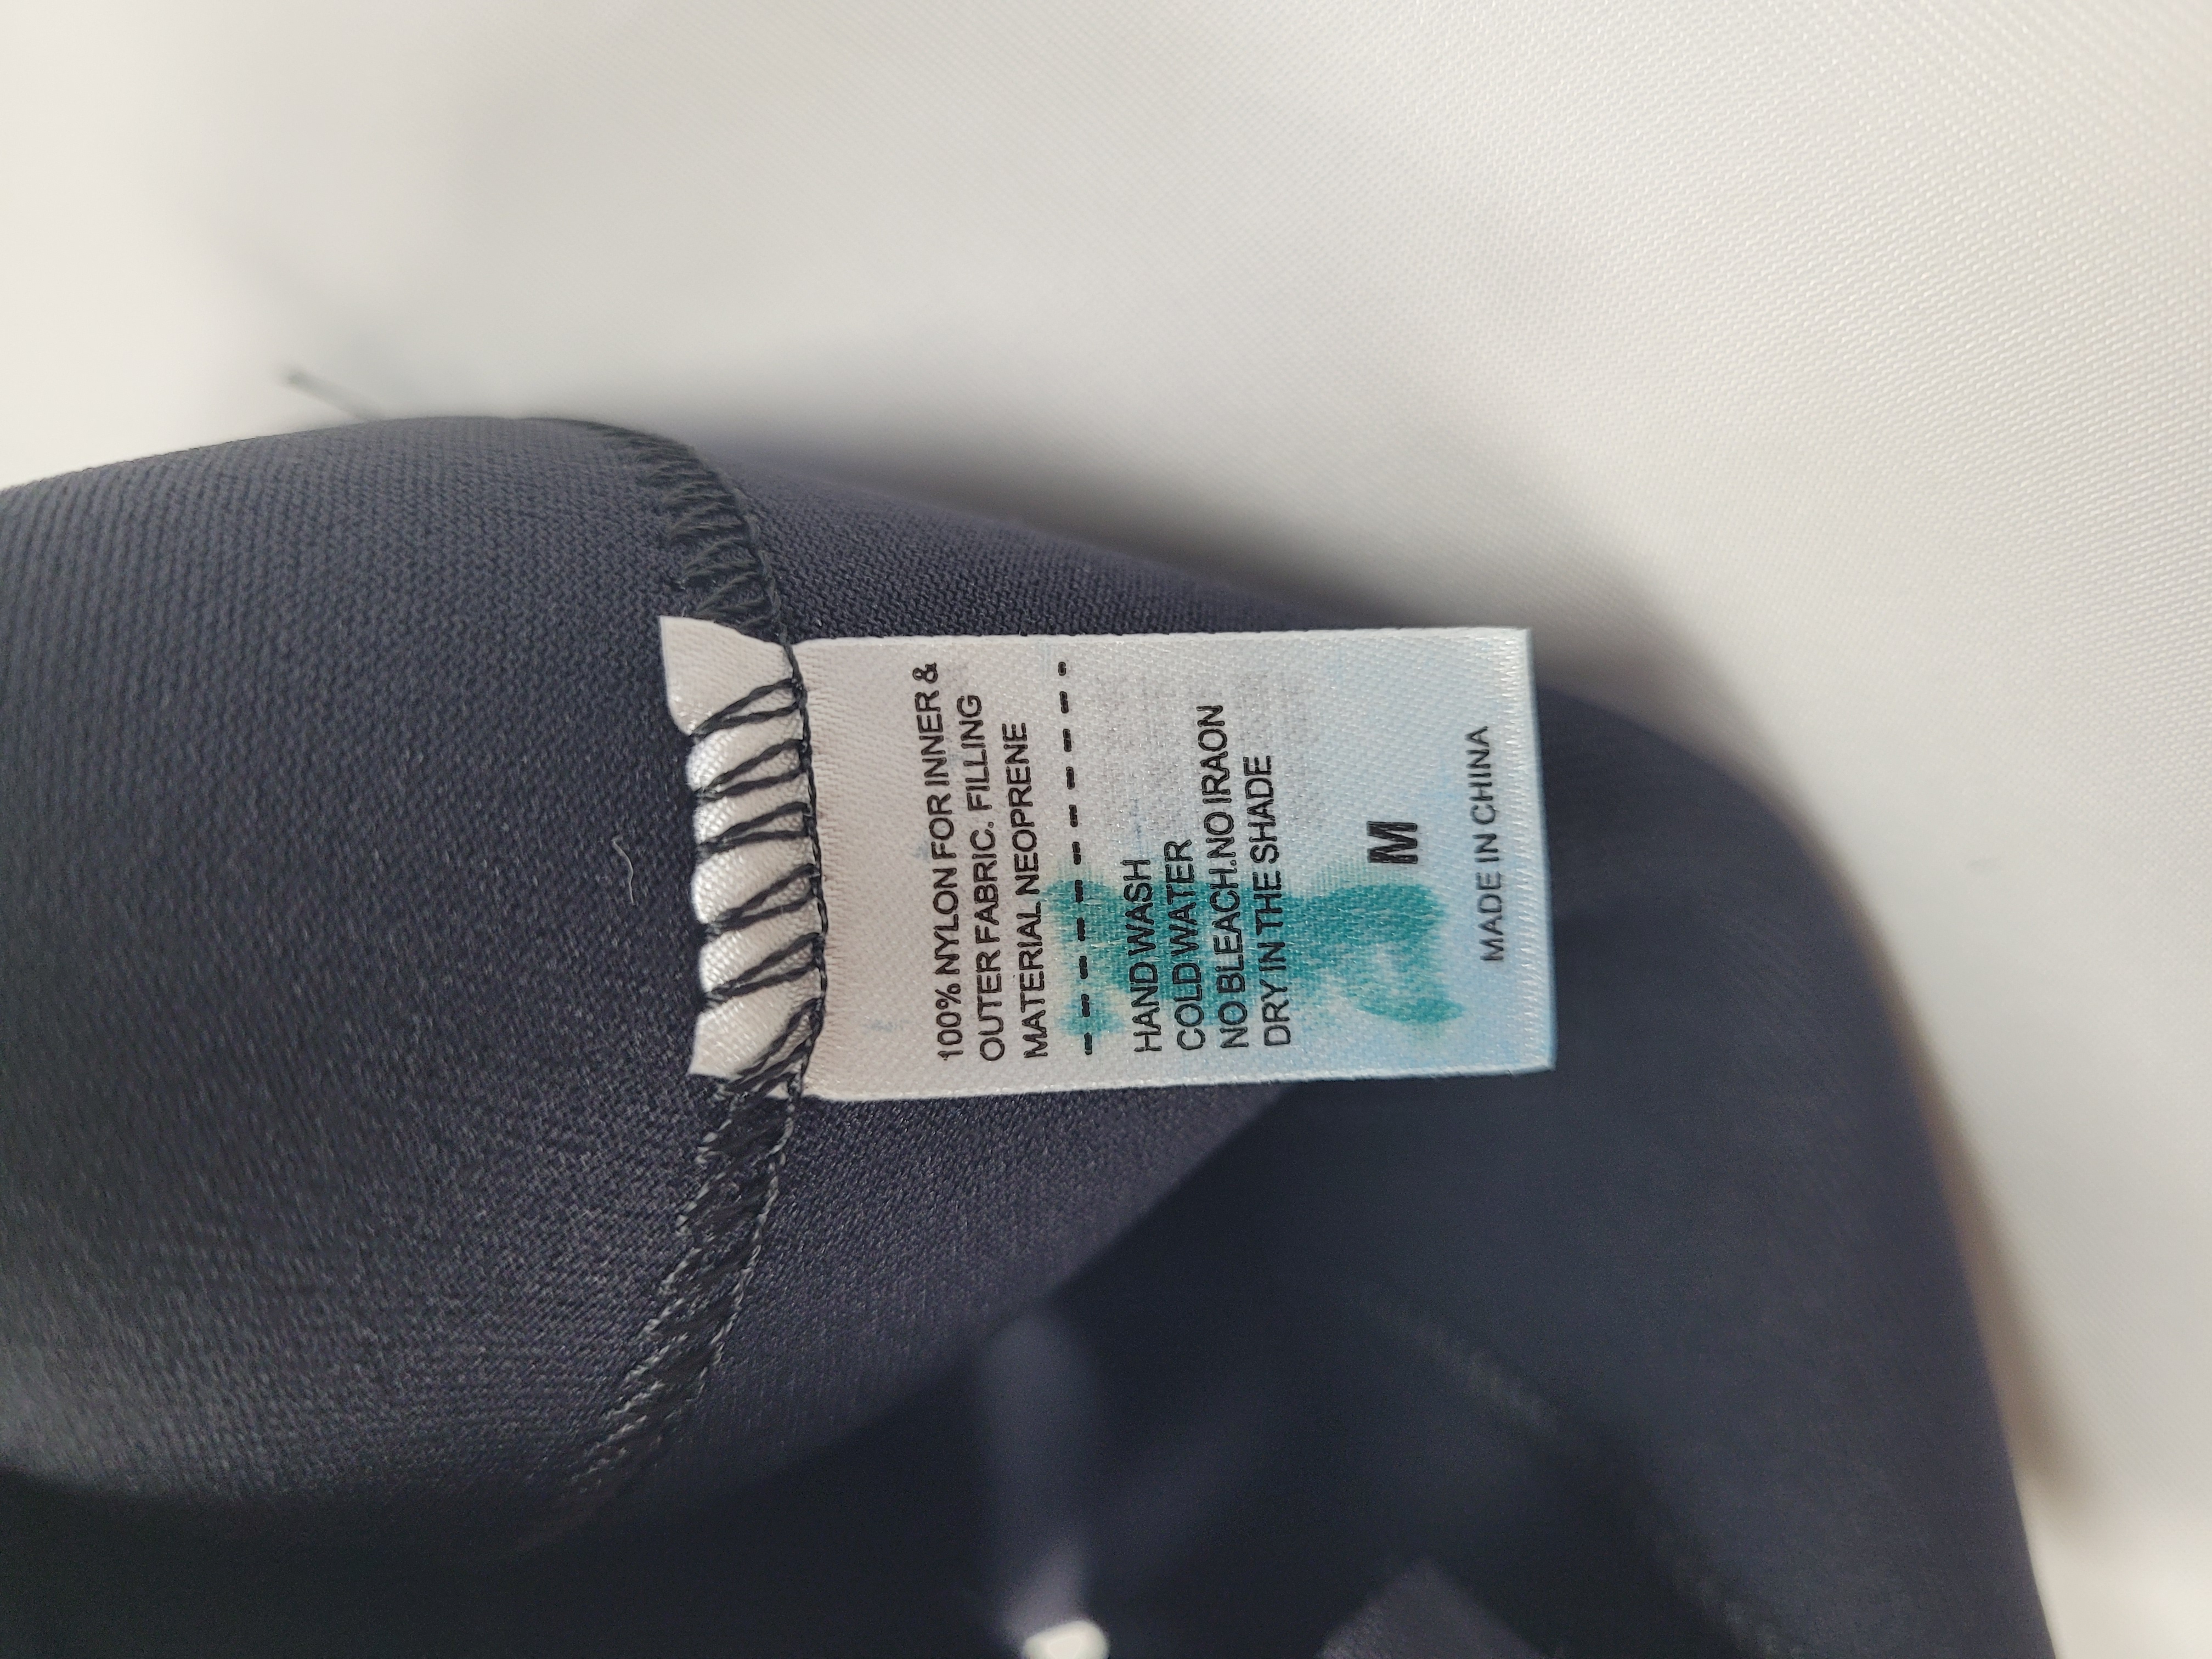 100% NYLON FOR INNER &
OUTER FABRIC. FILLING
MATERIAL NEOPRENE
HAND WASH
COLD WATER
NO BLEACH.NO IRAON
DRY IN THE SHADE
M
MADE IN CHINA